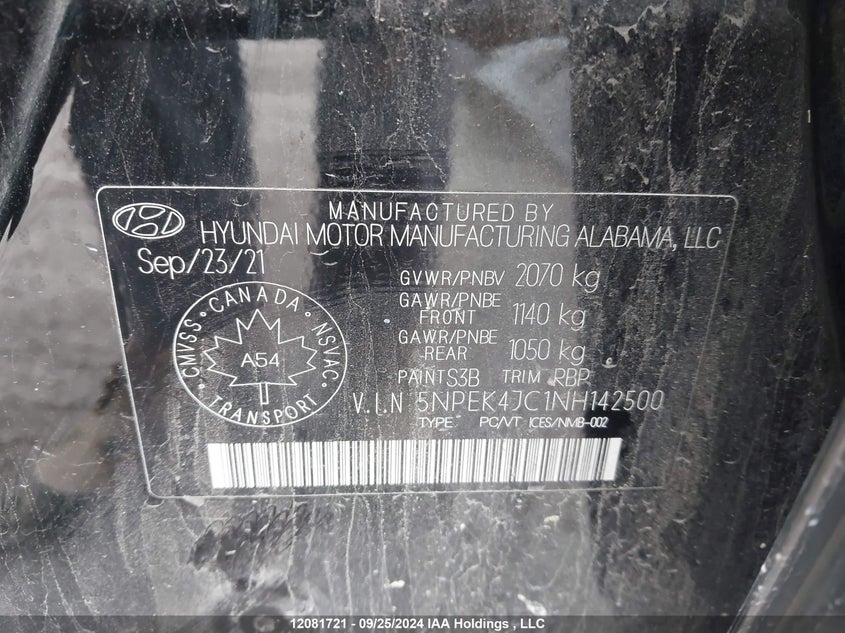 MANUFACTURED BY
HYUNDAI MOTOR MANUFACTURING ALABAMA, LLC
Sep/23/21
GVWR/PNBV 2070 kg
GAWR/PNBE FRONT 1140 kg
GAWR/PNBE REAR 1050 kg
CANADA
CMVSS NSVAC
A54
TRANSPORT
PAINT S3B TRIM RBP
V.I.N 5NPEK4JC1NH142500
TYPE PC/VT ICES/NMB-002
12081721 - 09/25/2024 IAA Holdings , LLC